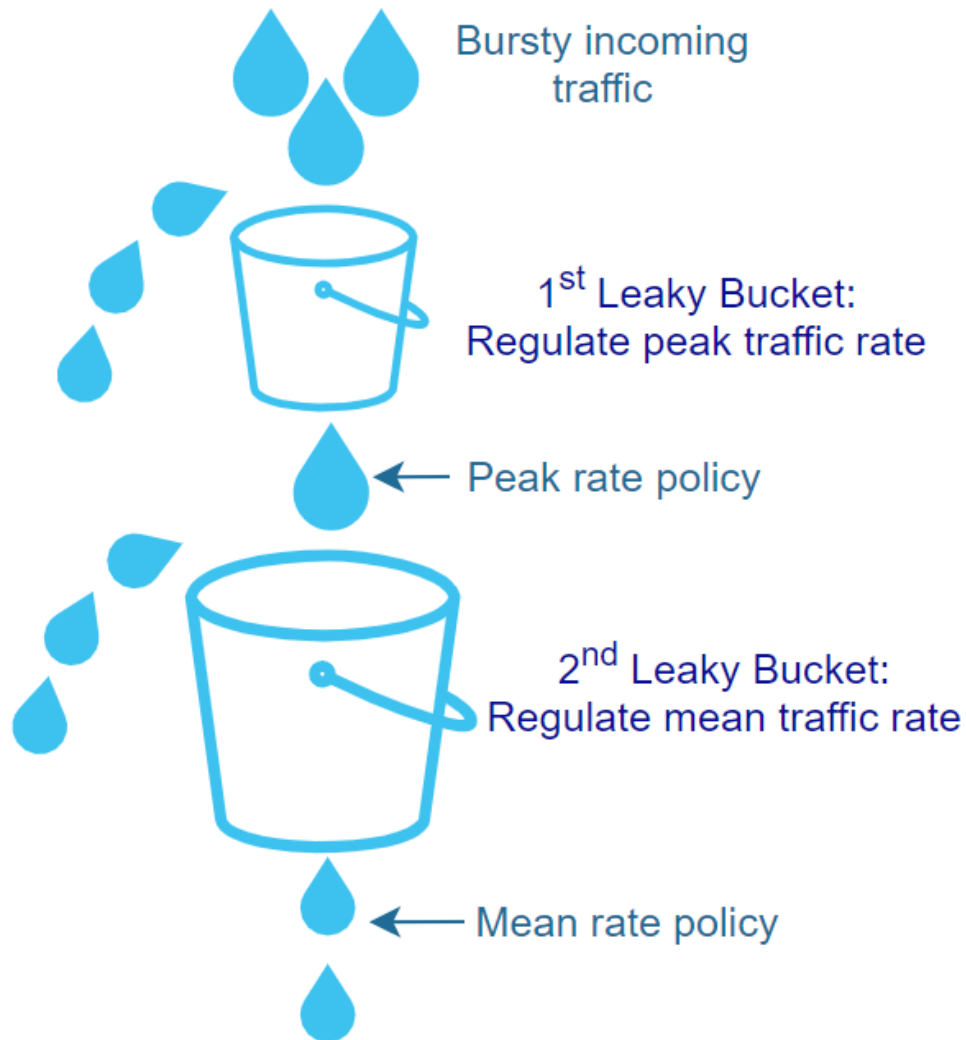 Bursty incoming
traffic
1st Leaky Bucket:
Regulate peak traffic rate
Peak rate policy
2nd Leaky Bucket:
Regulate mean traffic rate
Mean rate policy